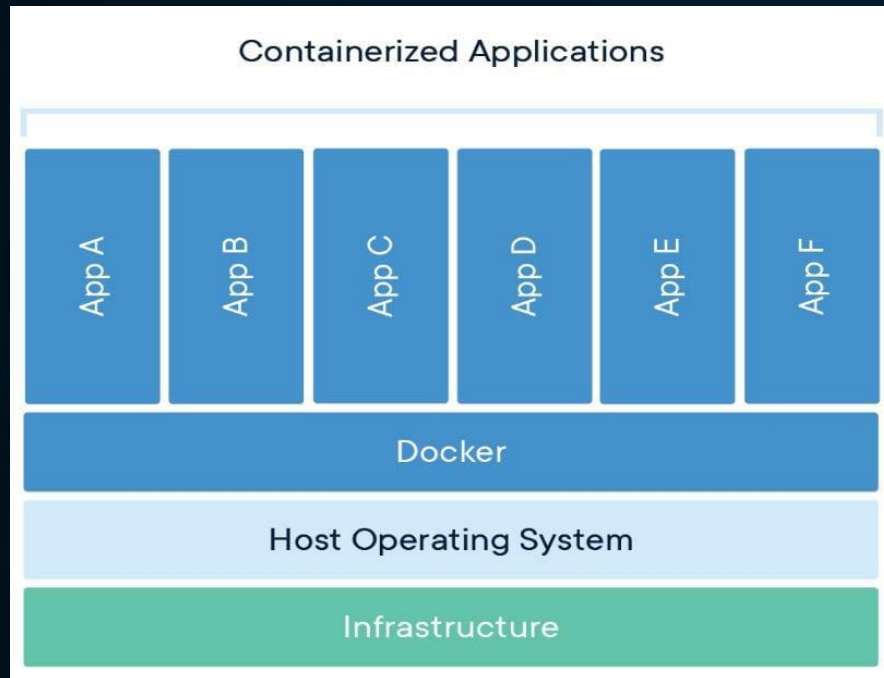 Containerized Applications
App A
App B
App C
App D
App E
App F
Docker
Host Operating System
Infrastructure